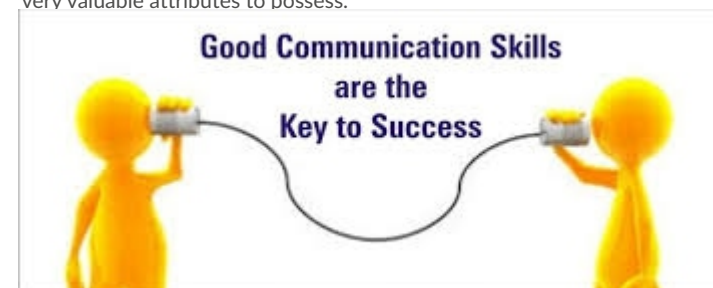 very valuable attributes to possess.
Good Communication Skills
are the
Key to Success